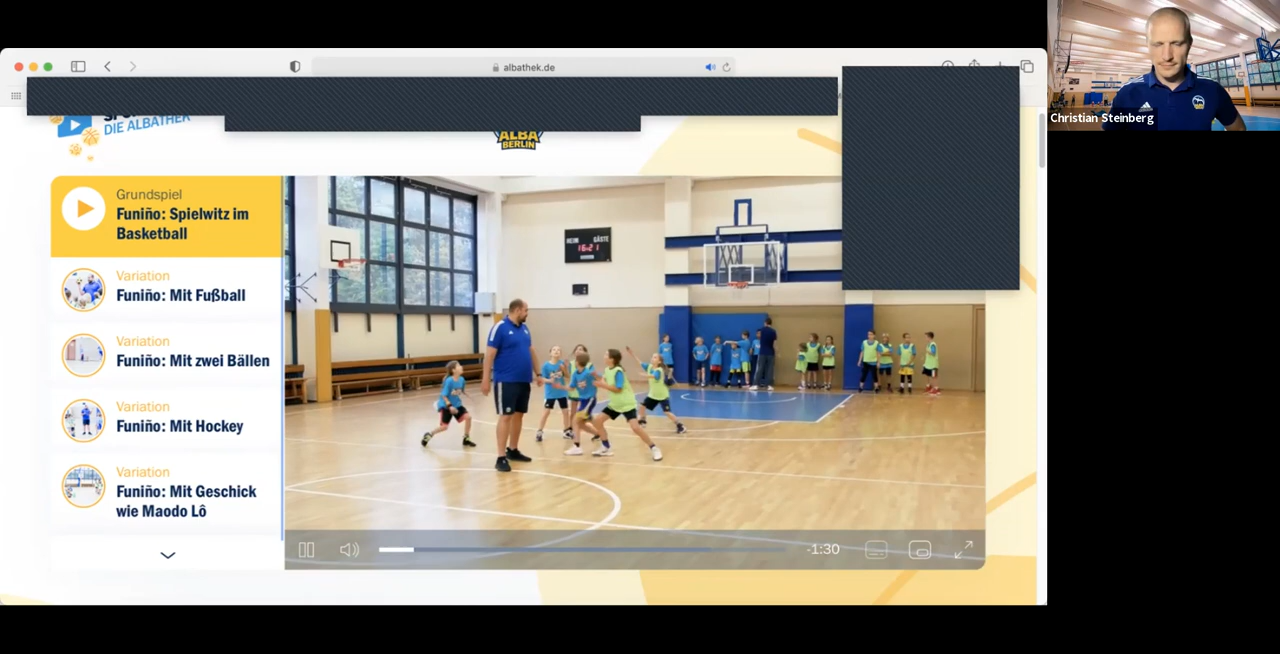 albathek.de
DIE ALBATHEK
ALBA
BERLIN
Grundspiel
Funiño: Spielwitz im
Basketball
Variation
Funiño: Mit Fußball
Variation
Funiño: Mit zwei Bällen
Variation
Funiño: Mit Hockey
Variation
Funiño: Mit Geschick
wie Maodo Lô
HEIM GÄSTE
16:21
-1:30
Christian Steinberg